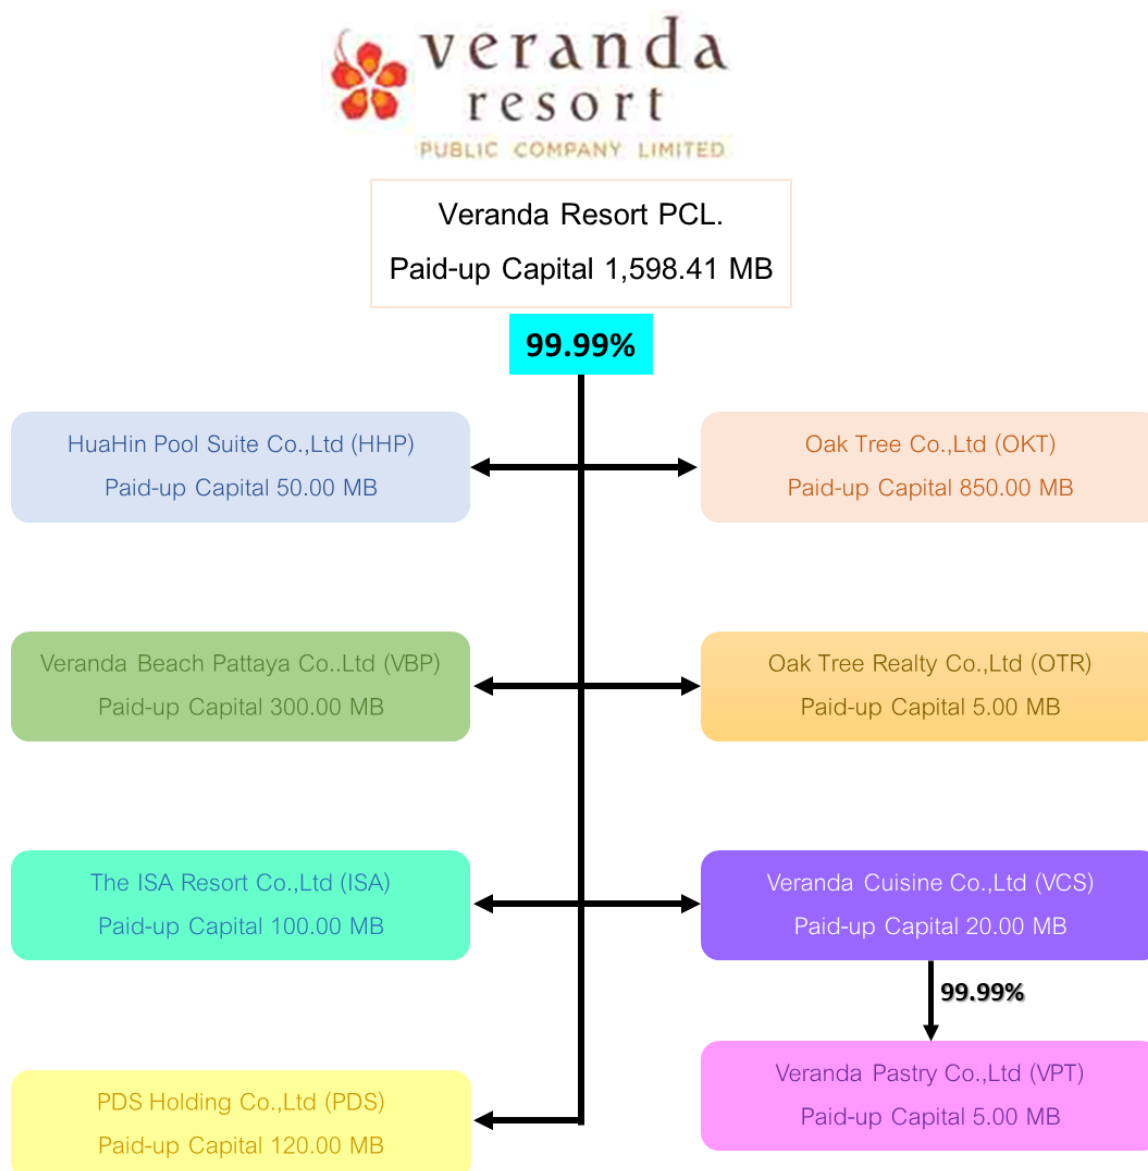 veranda
resort
PUBLIC COMPANY LIMITED
Veranda Resort PCL.
Paid-up Capital 1,598.41 MB
99.99%
HuaHin Pool Suite Co.,Ltd (HHP)
Paid-up Capital 50.00 MB
Oak Tree Co.,Ltd (OKT)
Paid-up Capital 850.00 MB
Veranda Beach Pattaya Co..Ltd (VBP)
Paid-up Capital 300.00 MB
Oak Tree Realty Co.,Ltd (OTR)
Paid-up Capital 5.00 MB
The ISA Resort Co.,Ltd (ISA)
Paid-up Capital 100.00 MB
Veranda Cuisine Co.,Ltd (VCS)
Paid-up Capital 20.00 MB
99.99%
Veranda Pastry Co.,Ltd (VPT)
Paid-up Capital 5.00 MB
PDS Holding Co.,Ltd (PDS)
Paid-up Capital 120.00 MB